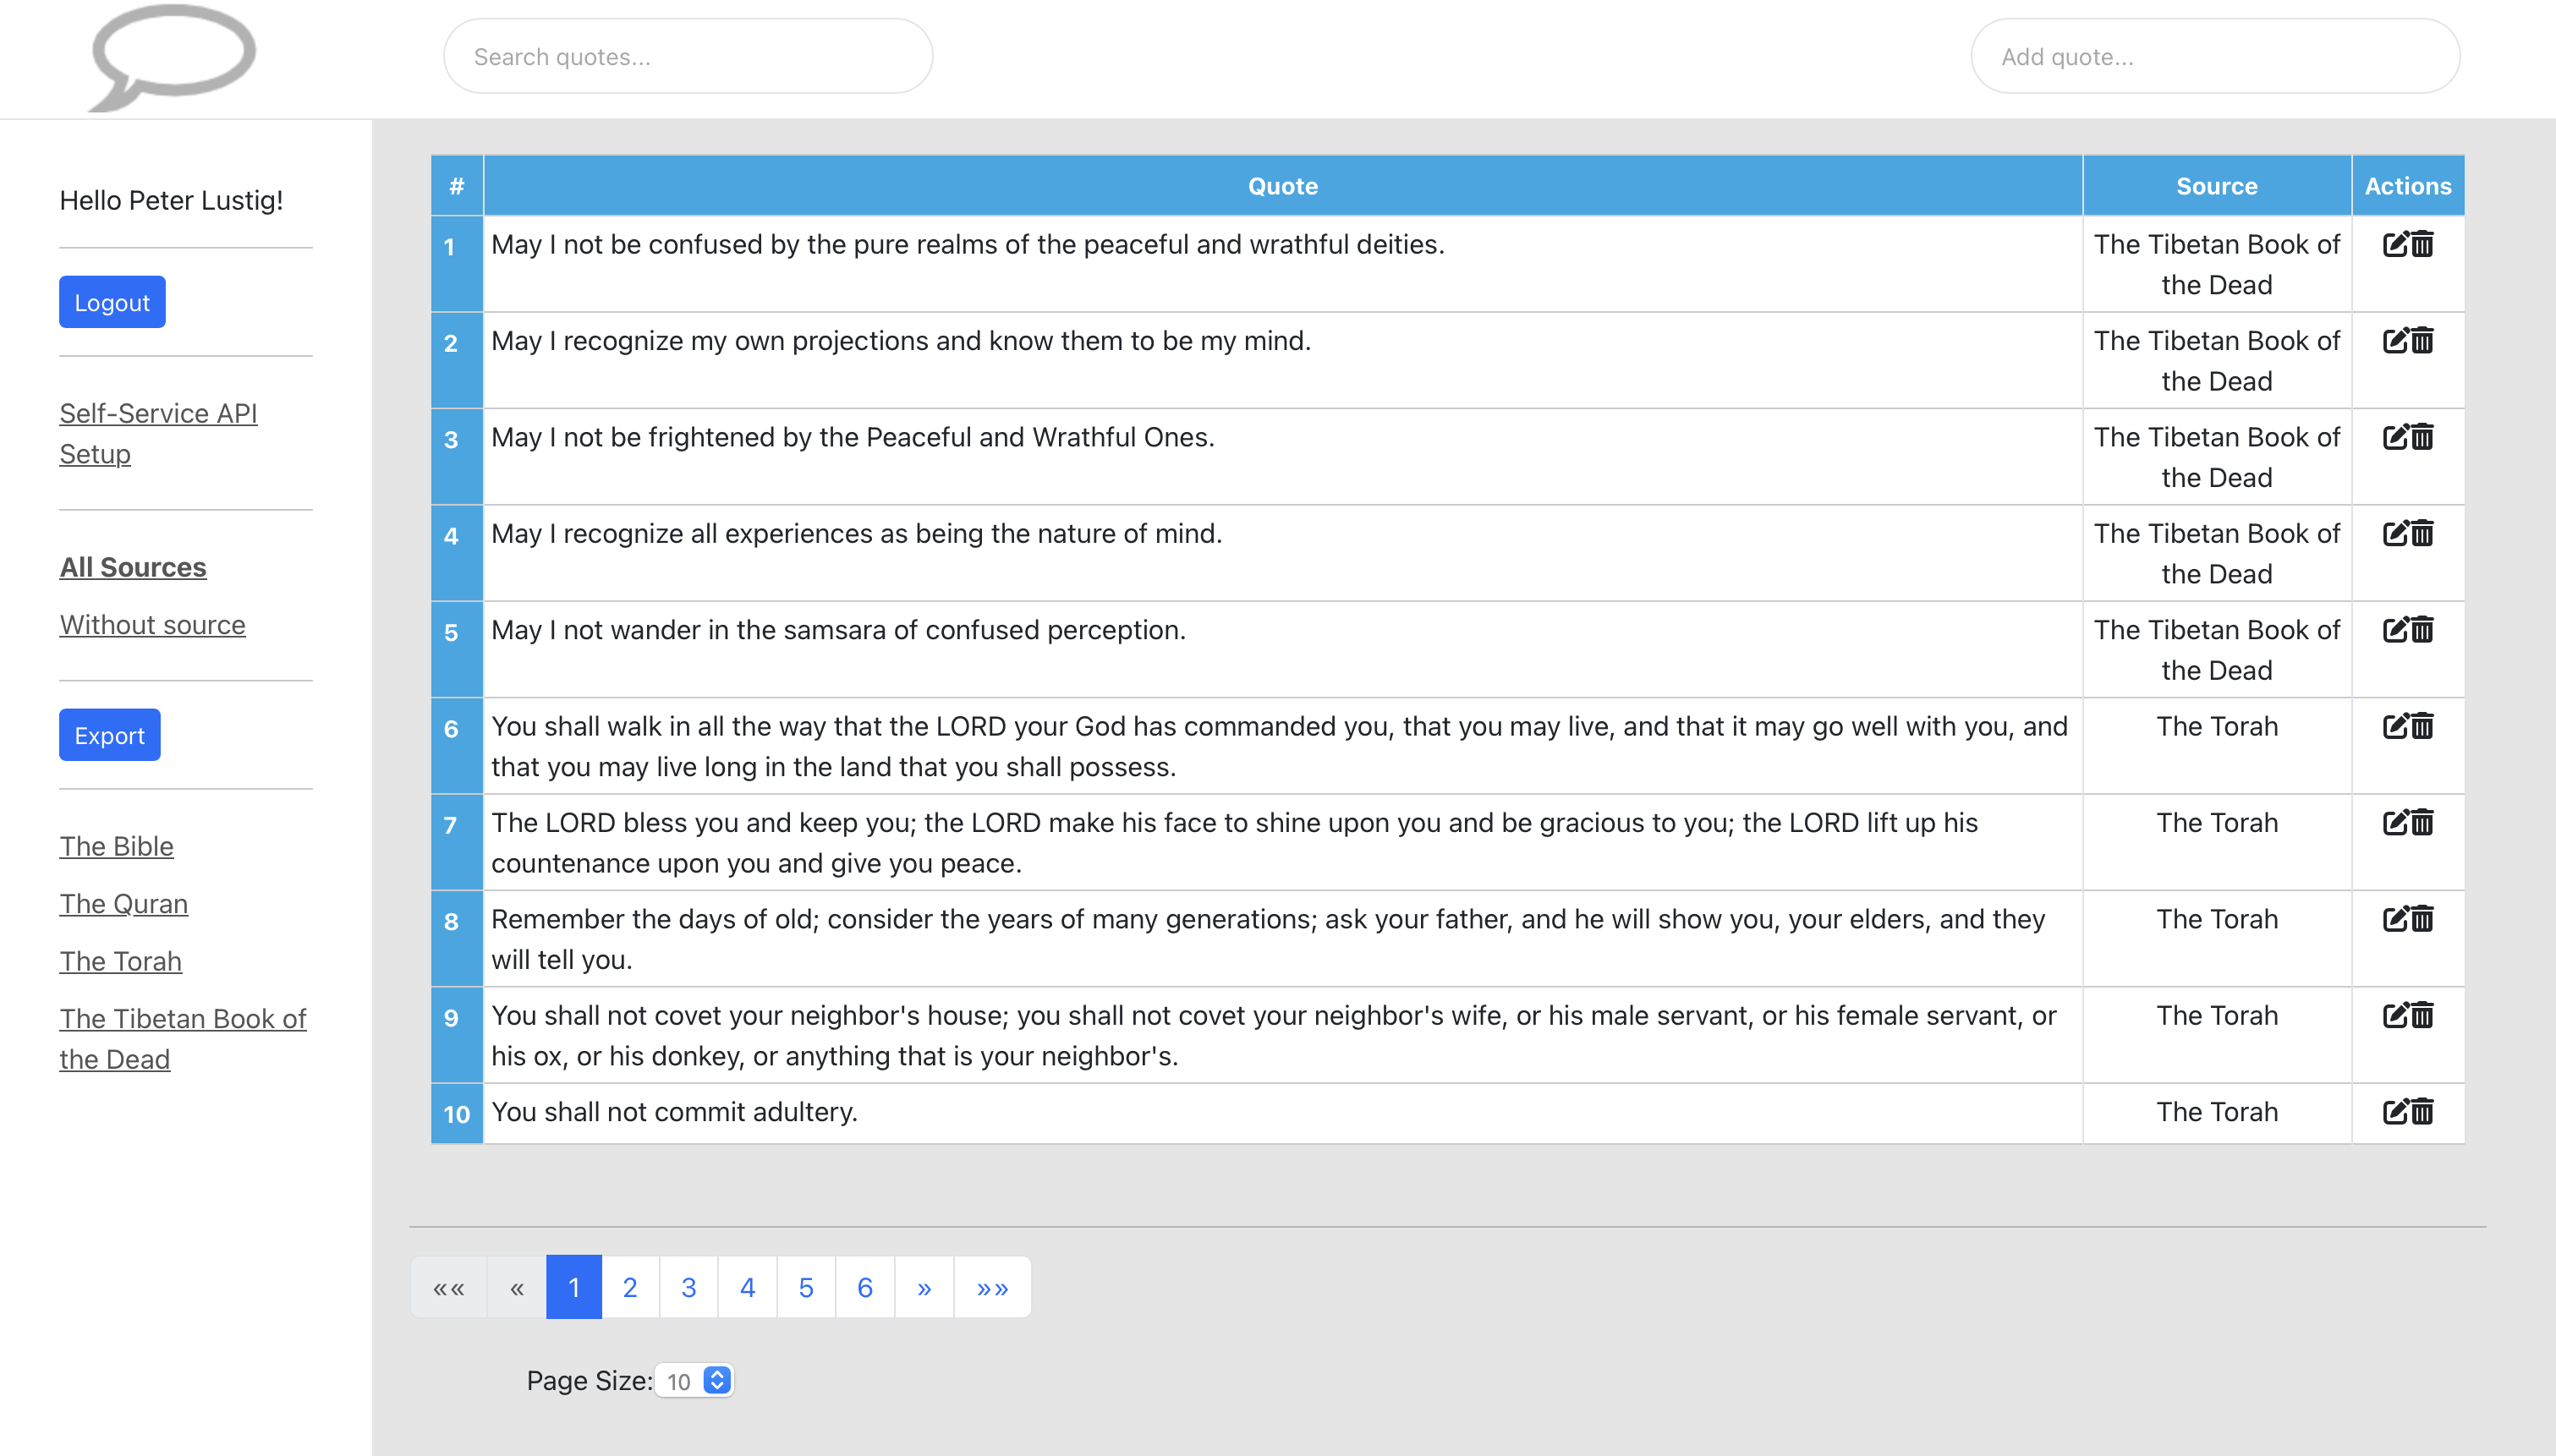 Search quotes...
Add quote...
Hello Peter Lustig!
Logout
Self-Service API
Setup
All Sources
Without source
Export
The Bible
The Quran
The Torah
The Tibetan Book of
the Dead
# Quote Source Actions
1 May I not be confused by the pure realms of the peaceful and wrathful deities. The Tibetan Book of
the Dead
2 May I recognize my own projections and know them to be my mind. The Tibetan Book of
the Dead
3 May I not be frightened by the Peaceful and Wrathful Ones. The Tibetan Book of
the Dead
4 May I recognize all experiences as being the nature of mind. The Tibetan Book of
the Dead
5 May I not wander in the samsara of confused perception. The Tibetan Book of
the Dead
6 You shall walk in all the way that the LORD your God has commanded you, that you may live, and that it may go well with you, and The Torah
that you may live long in the land that you shall possess.
7 The LORD bless you and keep you; the LORD make his face to shine upon you and be gracious to you; the LORD lift up his The Torah
countenance upon you and give you peace.
8 Remember the days of old; consider the years of many generations; ask your father, and he will show you, your elders, and they The Torah
will tell you.
9 You shall not covet your neighbor's house; you shall not covet your neighbor's wife, or his male servant, or his female servant, or The Torah
his ox, or his donkey, or anything that is your neighbor's.
10 You shall not commit adultery. The Torah
«« « 1 2 3 4 5 6 » »»
Page Size: 10